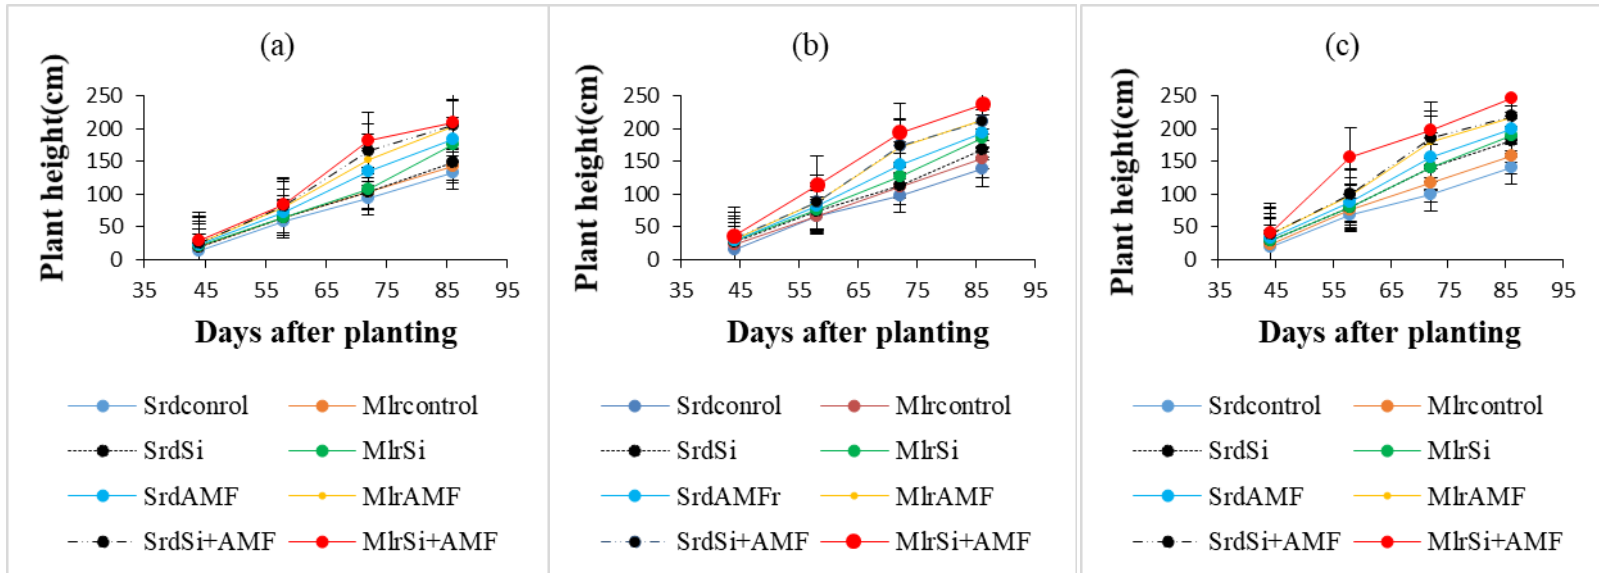 (a)
Plant height(cm)
250
200
150
100
50
0
35 45 55 65 75 85 95
Days after planting
Srdconrol Mlrcontrol
SrdSi MlrSi
SrdAMF MlrAMF
SrdSi+AMF MlrSi+AMF
(b)
Plant height(cm)
250
200
150
100
50
0
35 45 55 65 75 85 95
Days after planting
Srdconrol Mlrcontrol
SrdSi MlrSi
SrdAMFr MlrAMF
SrdSi+AMF MlrSi+AMF
(c)
Plant height(cm)
250
200
150
100
50
0
35 45 55 65 75 85 95
Days after planting
Srdcontrol Mlrcontrol
SrdSi MlrSi
SrdAMF MlrAMF
SrdSi+AMF MlrSi+AMF